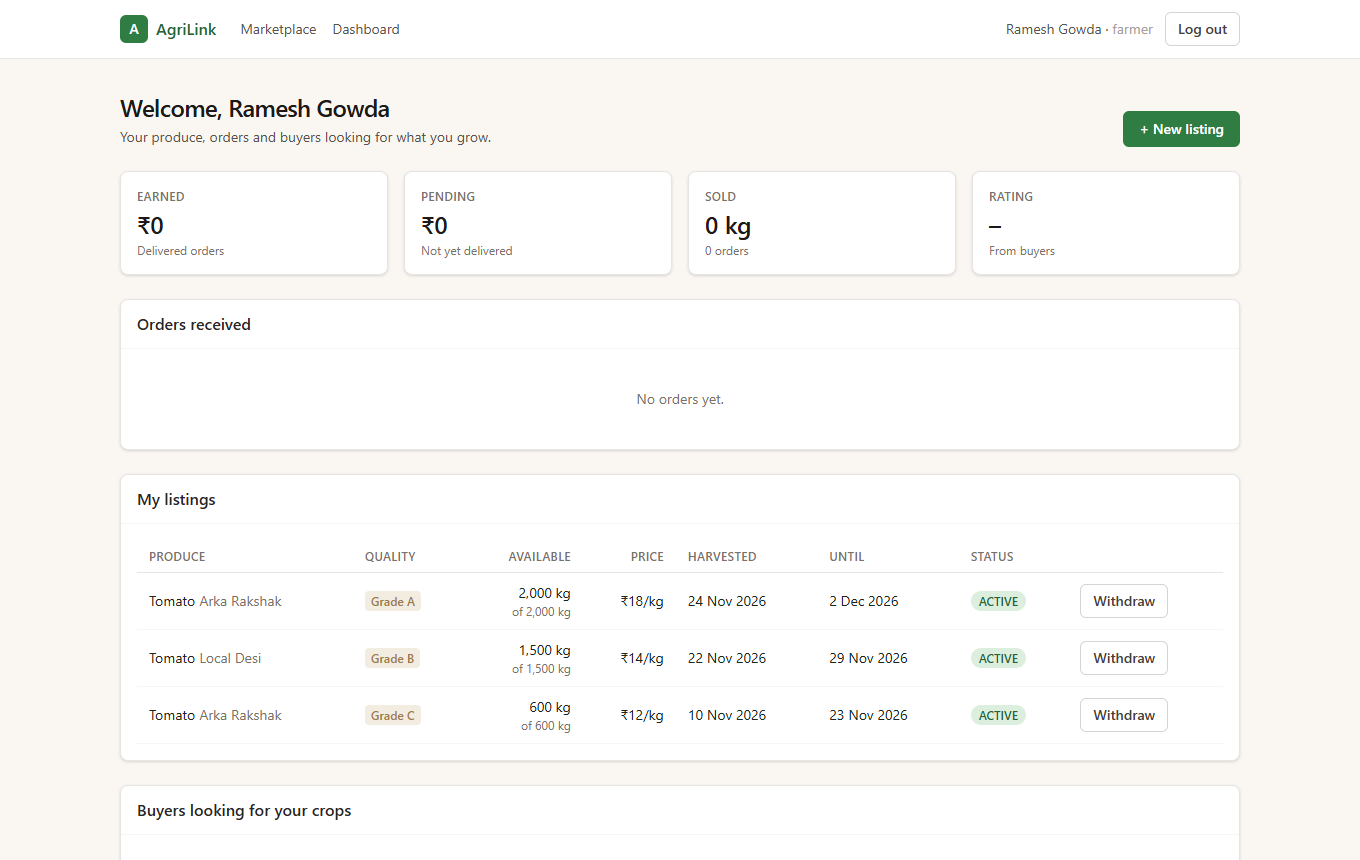 A AgriLink Marketplace Dashboard Ramesh Gowda · farmer Log out
Welcome, Ramesh Gowda
Your produce, orders and buyers looking for what you grow.
+ New listing
EARNED
₹0
Delivered orders
PENDING
₹0
Not yet delivered
SOLD
0 kg
0 orders
RATING
–
From buyers
Orders received
No orders yet.
My listings
PRODUCE QUALITY AVAILABLE PRICE HARVESTED UNTIL STATUS
Tomato Arka Rakshak Grade A 2,000 kg ₹18/kg 24 Nov 2026 2 Dec 2026 ACTIVE Withdraw
of 2,000 kg
Tomato Local Desi Grade B 1,500 kg ₹14/kg 22 Nov 2026 29 Nov 2026 ACTIVE Withdraw
of 1,500 kg
Tomato Arka Rakshak Grade C 600 kg ₹12/kg 10 Nov 2026 23 Nov 2026 ACTIVE Withdraw
of 600 kg
Buyers looking for your crops